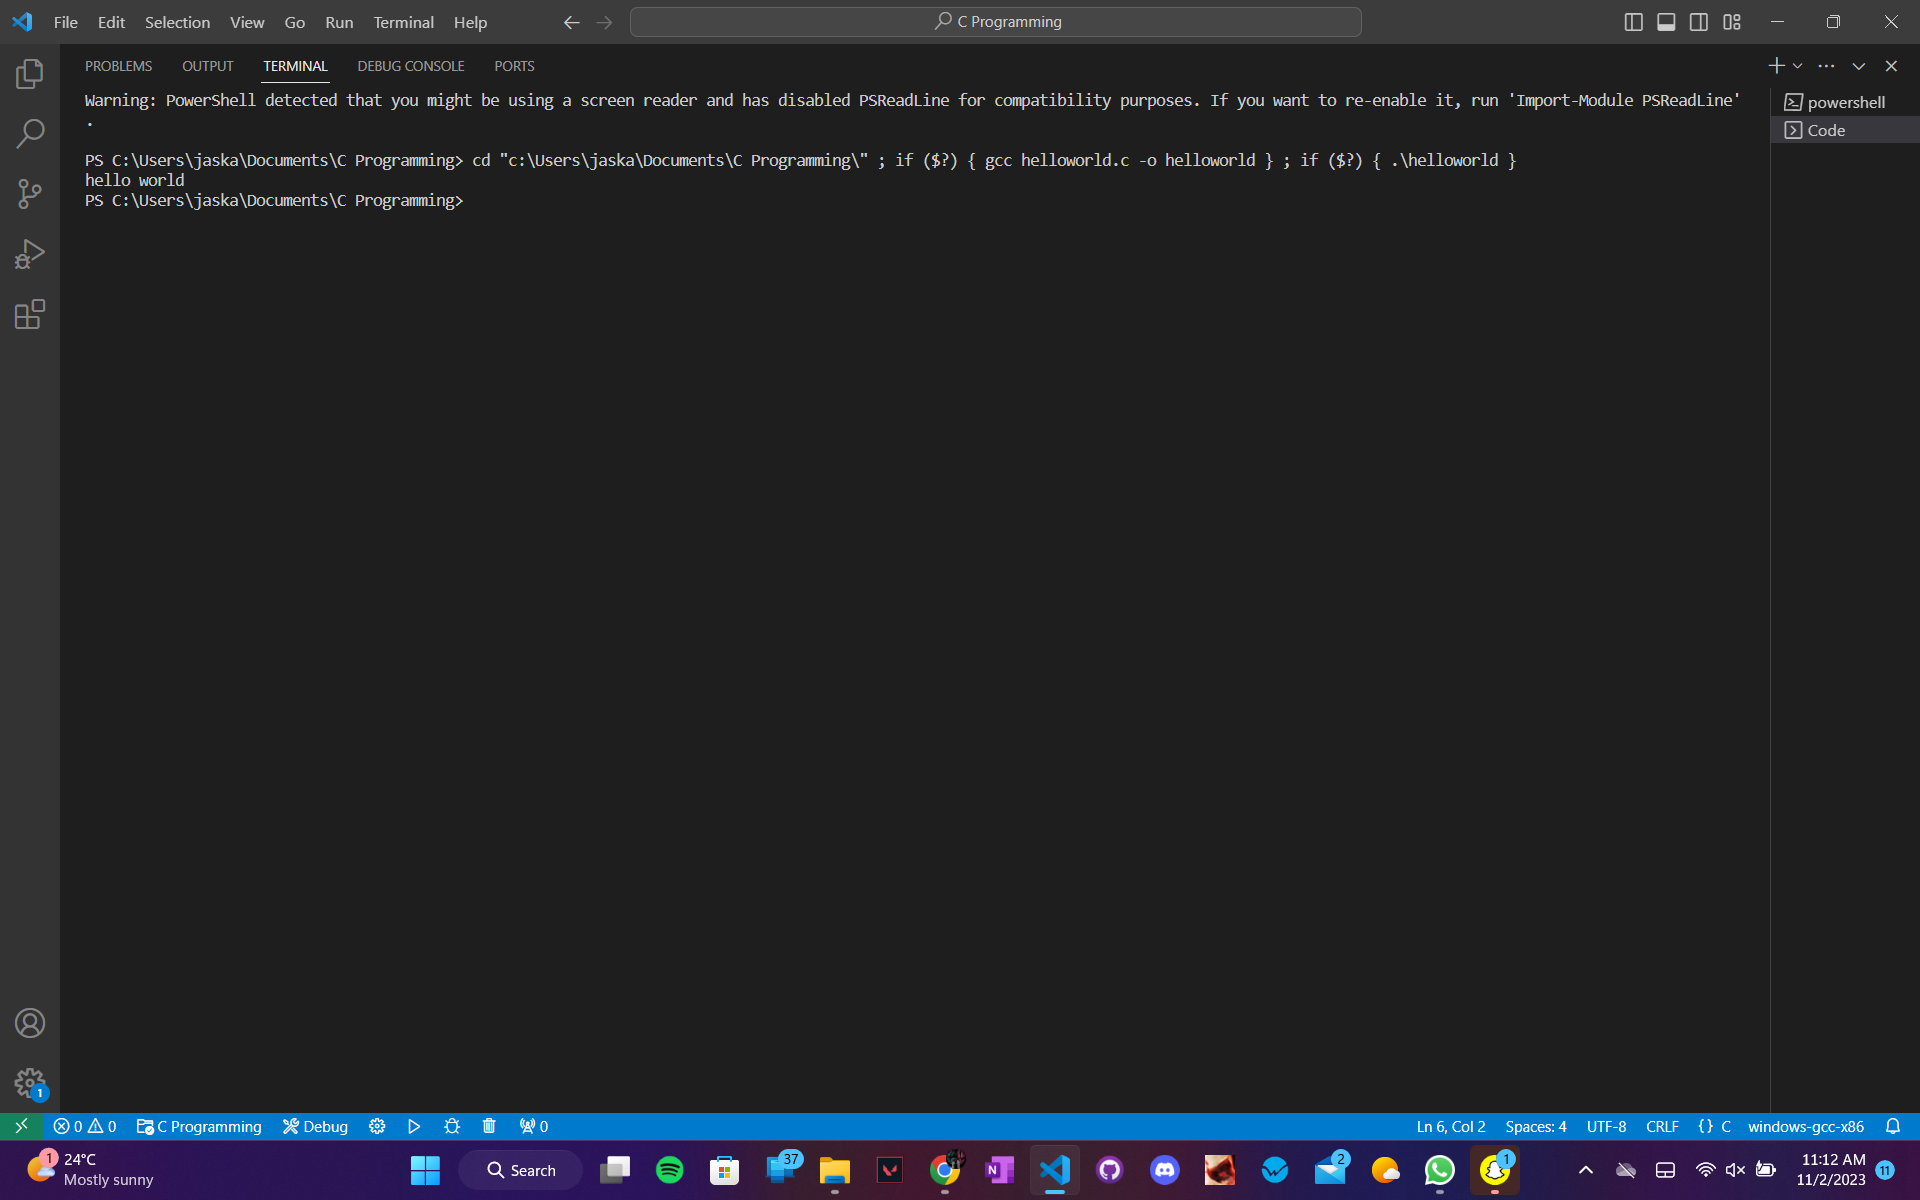 File Edit Selection View Go Run Terminal Help
C Programming
PROBLEMS OUTPUT TERMINAL DEBUG CONSOLE PORTS
Warning: PowerShell detected that you might be using a screen reader and has disabled PSReadLine for compatibility purposes. If you want to re-enable it, run 'Import-Module PSReadLine'
.
powershell
Code
PS C:\Users\jaska\Documents\C Programming> cd "c:\Users\jaska\Documents\C Programming\" ; if ($?) { gcc helloworld.c -o helloworld } ; if ($?) { .\helloworld }
hello world
PS C:\Users\jaska\Documents\C Programming>
1
0 0 C Programming Debug 0 Ln 6, Col 2 Spaces: 4 UTF-8 CRLF {} C windows-gcc-x86
1 24°C
Mostly sunny
Search
37
2
1
11:12 AM
11/2/2023
11